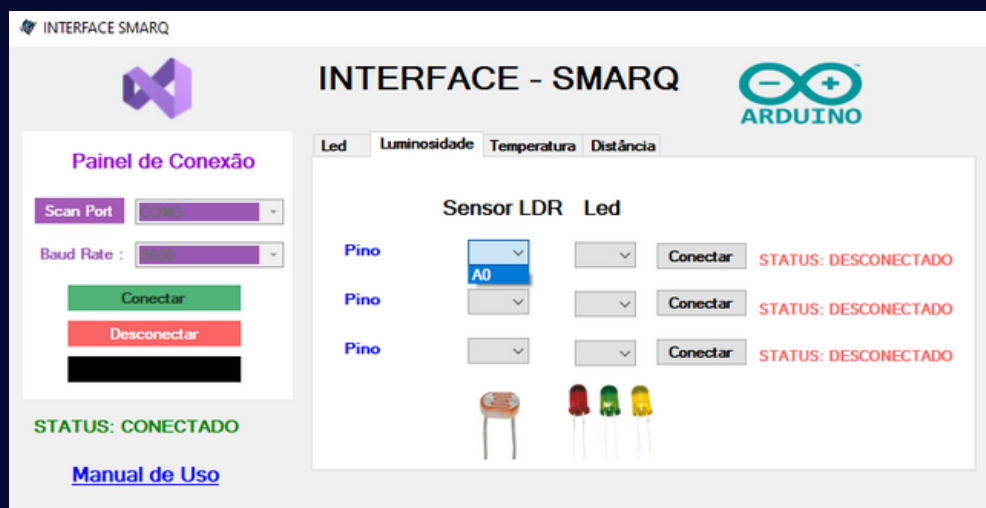 INTERFACE SMARQ
INTERFACE - SMARQ
ARDUINO
Painel de Conexão
Scan Port COM3
Baud Rate : 9600
Conectar
Desconectar
STATUS: CONECTADO
Manual de Uso
Led Luminosidade Temperatura Distância
Sensor LDR Led
Pino Conectar STATUS: DESCONECTADO
A0
Pino Conectar STATUS: DESCONECTADO
Pino Conectar STATUS: DESCONECTADO